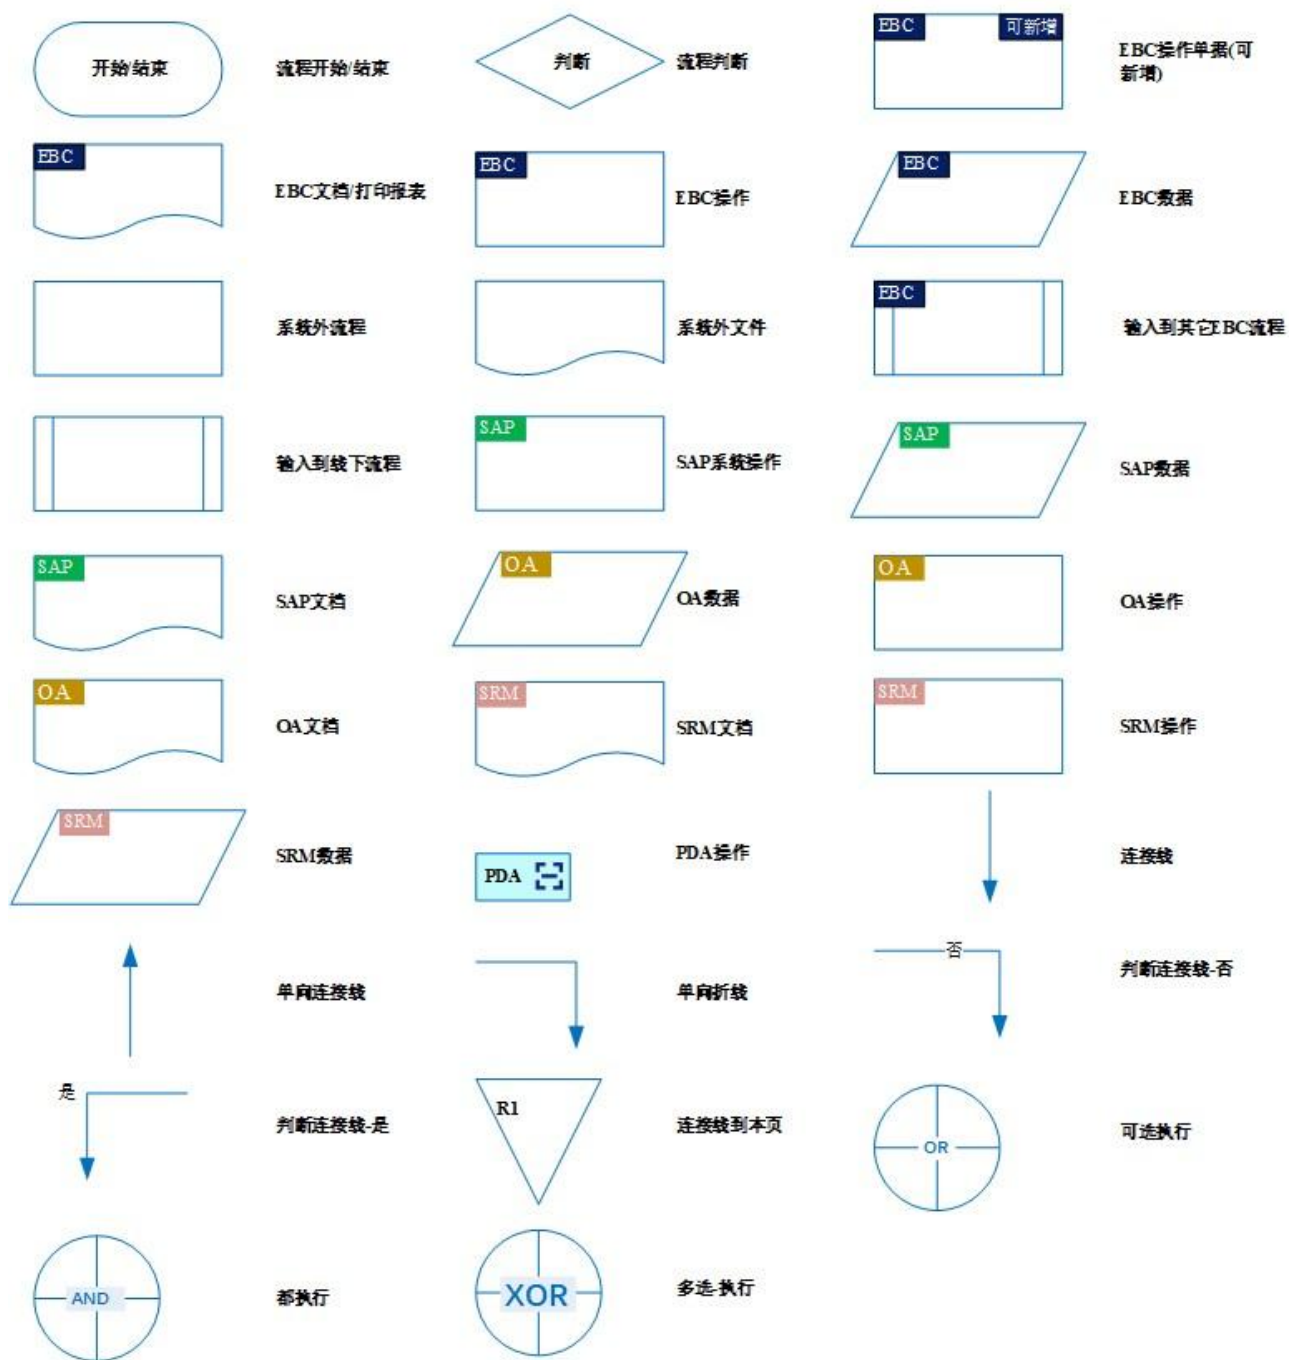 开始/结束
流程开始/结束
判断
流程判断
EBC
可新增
EBC操作单据(可
新增)
EBC
EBC文档/打印报表
EBC
EBC操作
EBC
EBC数据
系统外流程
系统外文件
EBC
输入到其它EBC流程
输入到线下流程
SAP
SAP系统操作
SAP
SAP数据
SAP
SAP文档
OA
OA数据
OA
OA操作
OA
OA文档
SRM
SRM文档
SRM
SRM操作
SRM
SRM数据
PDA
PDA操作
连接线
单向连接线
单向折线
否
判断连接线-否
是
判断连接线-是
R1
连接线到本页
OR
可选执行
AND
都执行
XOR
多选-执行